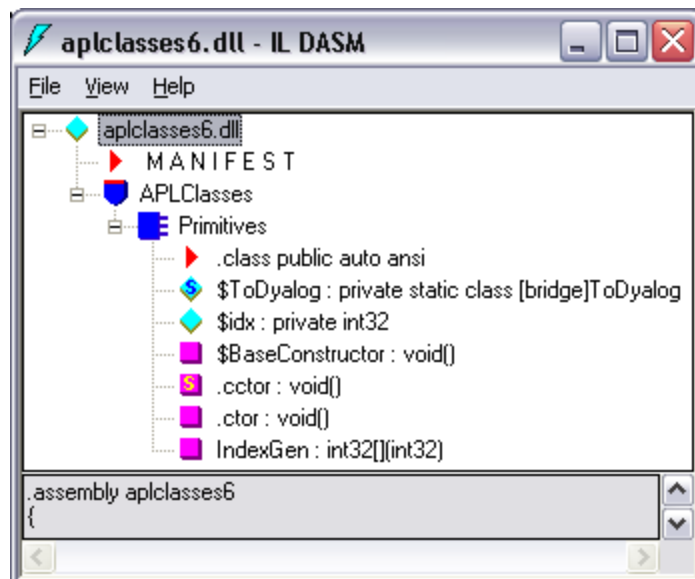 aplclasses6.dll - IL DASM
File View Help
aplclasses6.dll
M A N I F E S T
APLClasses
Primitives
.class public auto ansi
S $ToDyalog : private static class [bridge]ToDyalog
$idx : private int32
$BaseConstructor : void()
S .cctor : void()
.ctor : void()
IndexGen : int32[](int32)
.assembly aplclasses6
{